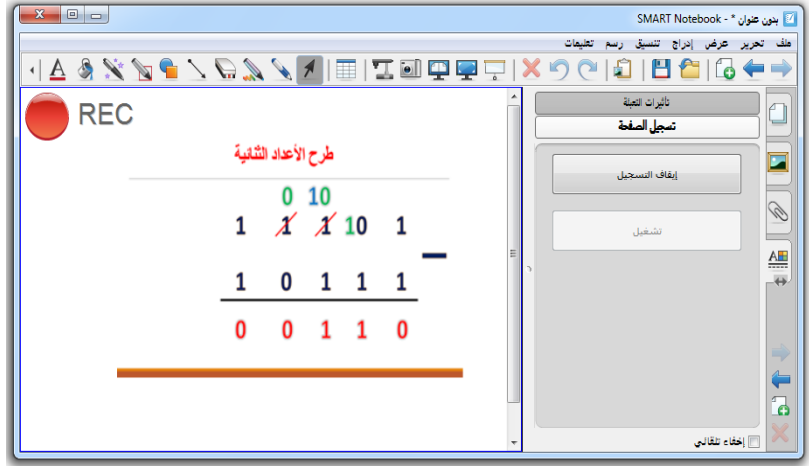 بدون عنوان * - SMART Notebook
ملف تحرير عرض إدراج تنسيق رسم تعليمات
REC
طرح الأعداد الثنائية
0 10
1 1 1 10 1
1 0 1 1 1
0 0 1 1 0
تأثيرات التعبئة
تسجيل الصفحة
إيقاف التسجيل
تشغيل
إخفاء تلقائي